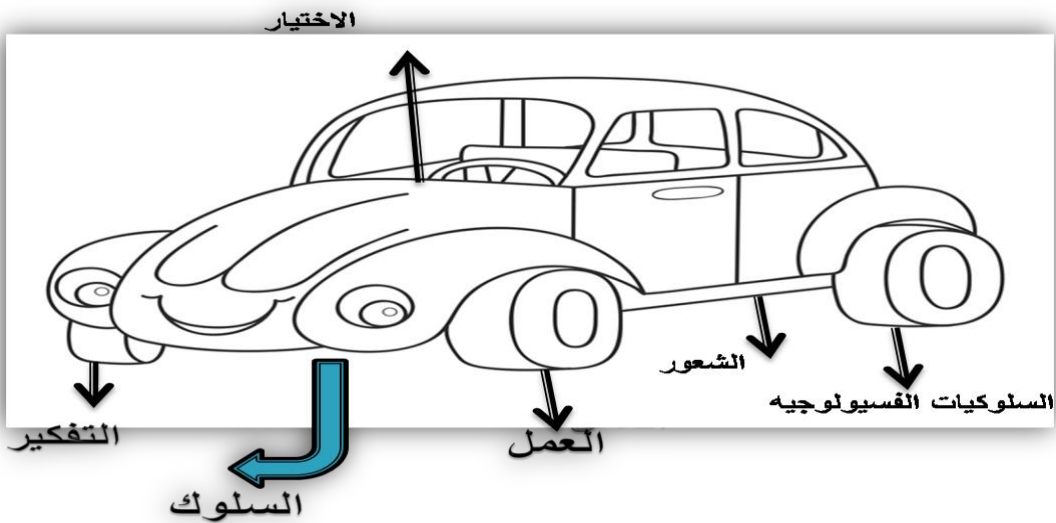 الاختيار
الشعور
السلوكيات الفسيولوجيه
التفكير
العمل
السلوك